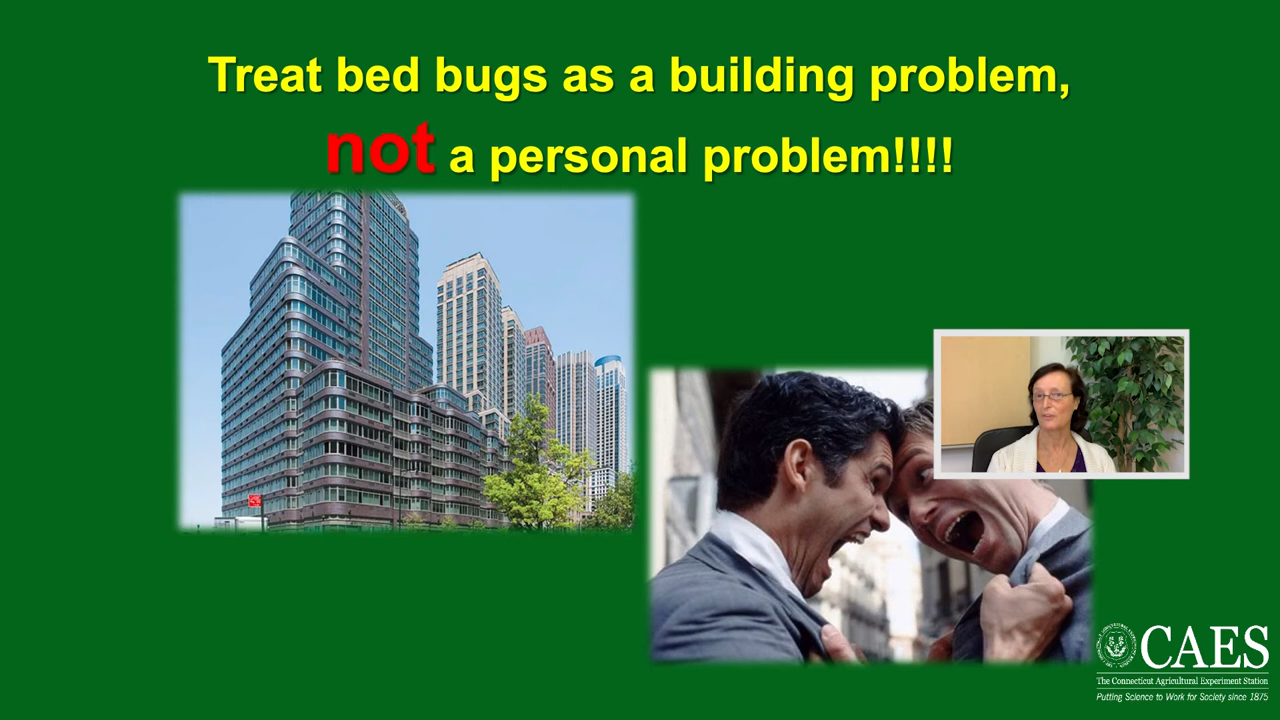 Treat bed bugs as a building problem,
not a personal problem!!!!
CAES
The Connecticut Agricultural Experiment Station
Putting Science to Work for Society since 1875